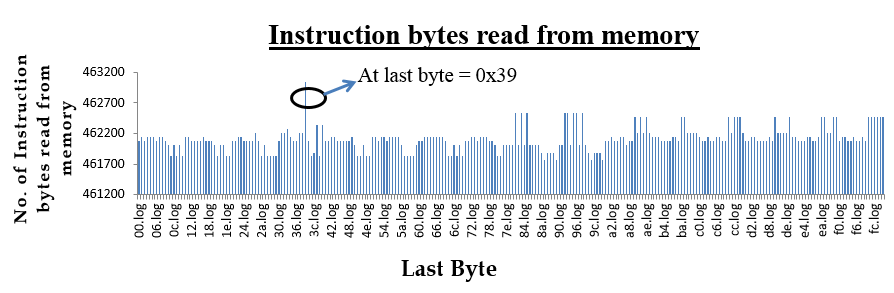 Instruction bytes read from memory
At last byte = 0x39
No. of Instruction
bytes read from
memory
463200
462700
462200
461700
461200
00.log
06.log
0c.log
12.log
18.log
1e.log
24.log
2a.log
30.log
36.log
3c.log
42.log
48.log
4e.log
54.log
5a.log
60.log
66.log
6c.log
72.log
78.log
7e.log
84.log
8a.log
90.log
96.log
9c.log
a2.log
a8.log
ae.log
b4.log
ba.log
c0.log
c6.log
cc.log
d2.log
d8.log
de.log
e4.log
ea.log
f0.log
f6.log
fc.log
Last Byte